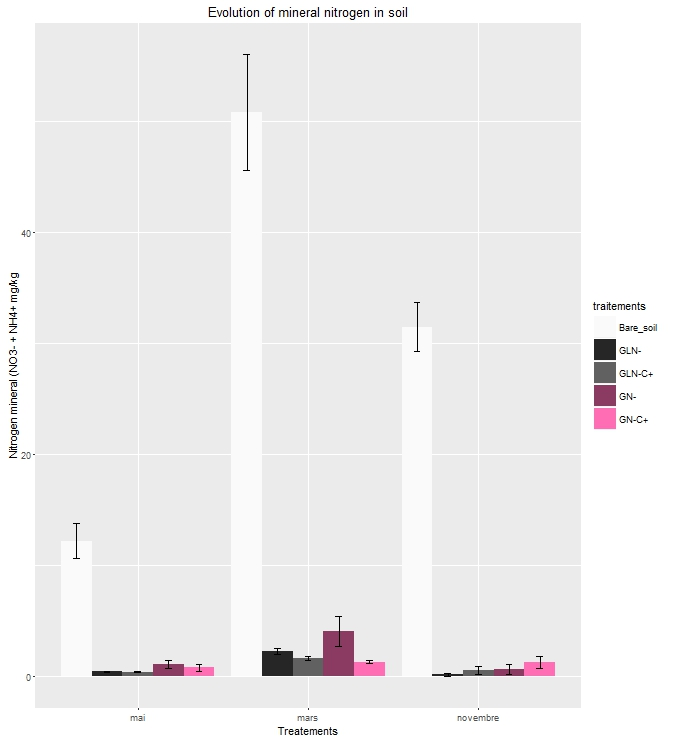 Evolution of mineral nitrogen in soil
Nitrogen mineral (NO3- + NH4+ mg/kg
40
20
0
mai mars novembre
Treatements
traitements
Bare_soil
GLN-
GLN-C+
GN-
GN-C+